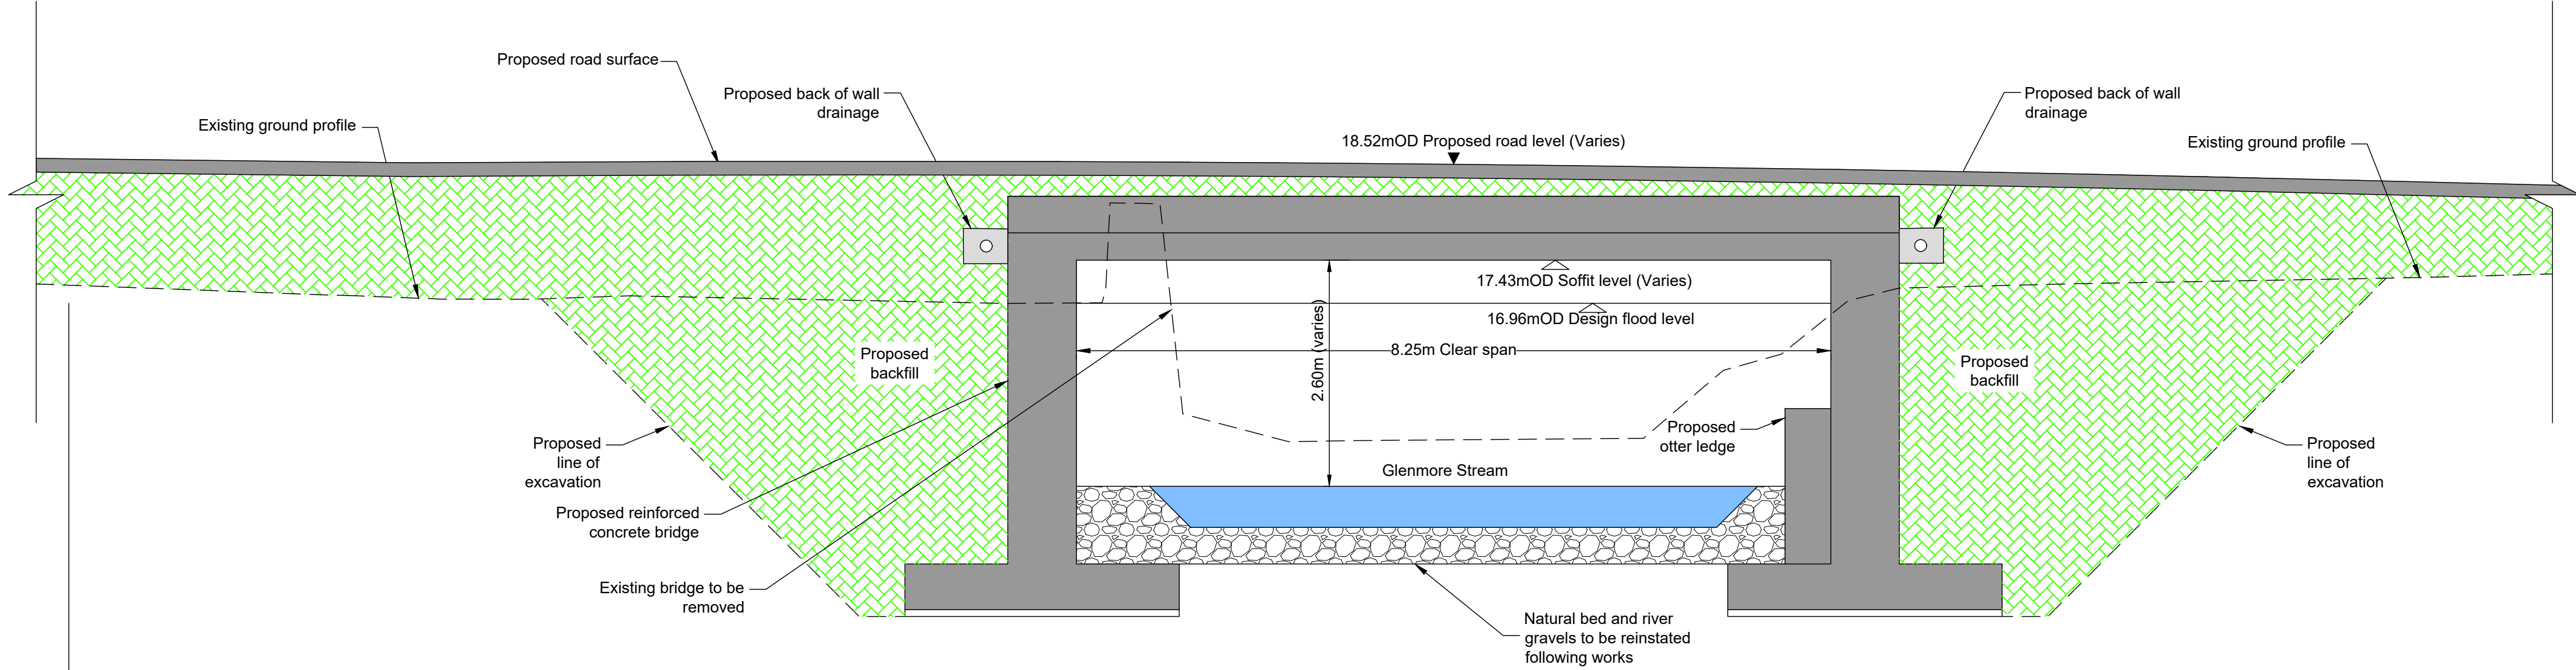 Proposed road surface
Proposed back of wall
drainage
Existing ground profile
18.52mOD Proposed road level (Varies)
Proposed back of wall
drainage
Existing ground profile
17.43mOD Soffit level (Varies)
16.96mOD Design flood level
2.60m (varies)
8.25m Clear span
Proposed
backfill
Proposed
backfill
Proposed
otter ledge
Proposed
line of
excavation
Proposed
line of
excavation
Glenmore Stream
Proposed reinforced
concrete bridge
Existing bridge to be
removed
Natural bed and river
gravels to be reinstated
following works